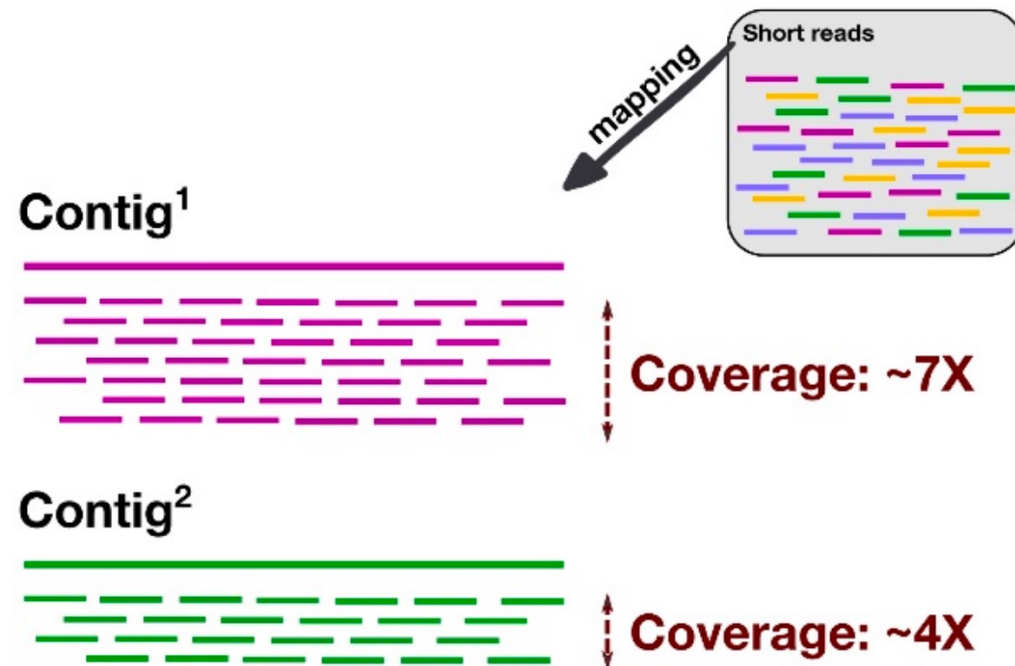 Short reads
mapping
Contig¹
Coverage: ~7X
Contig²
Coverage: ~4X